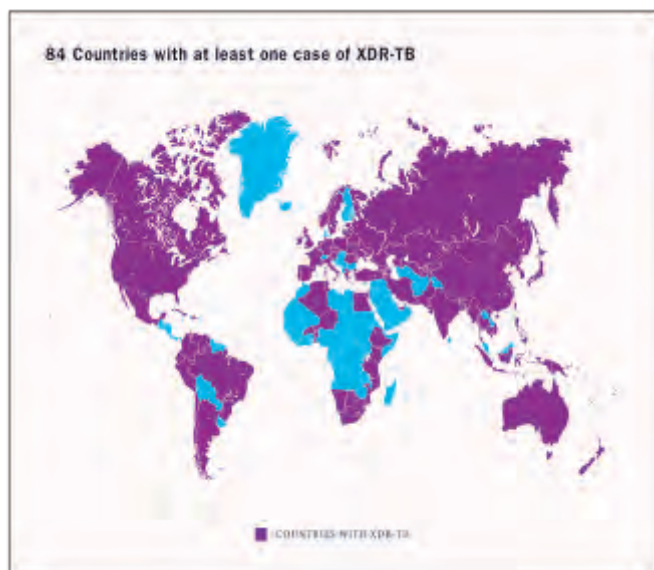 84 Countries with at least one case of XDR-TB
COUNTRIES WITH XDR-TB